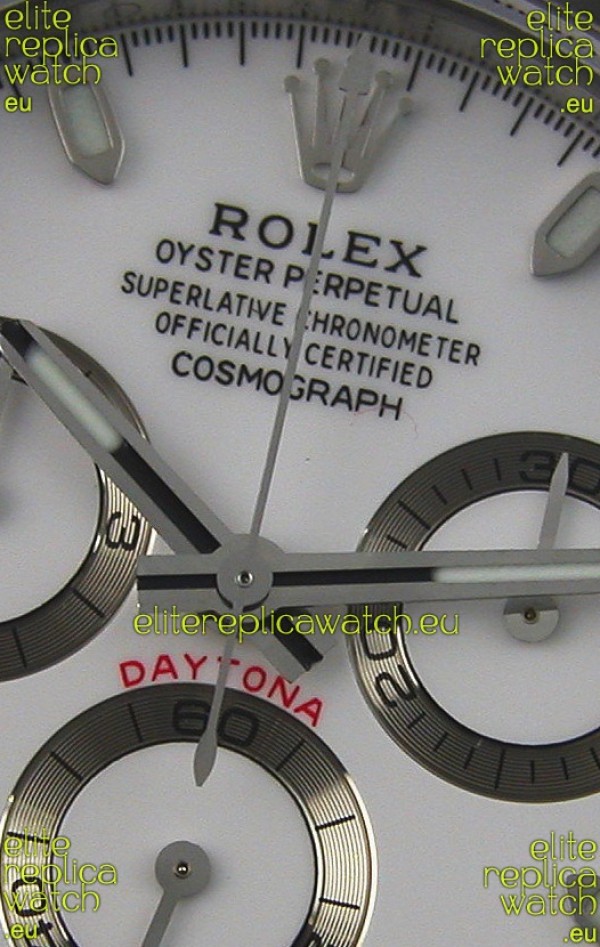 elite
replica
watch
.eu
elite
replica
watch
.eu
ROLEX
OYSTER PERPETUAL
SUPERLATIVE CHRONOMETER
OFFICIALLY CERTIFIED
COSMOGRAPH
30
3
elitereplicawatch.eu
20
DAYTONA
60
elite
replica
watch
.eu
elite
replica
watch
.eu